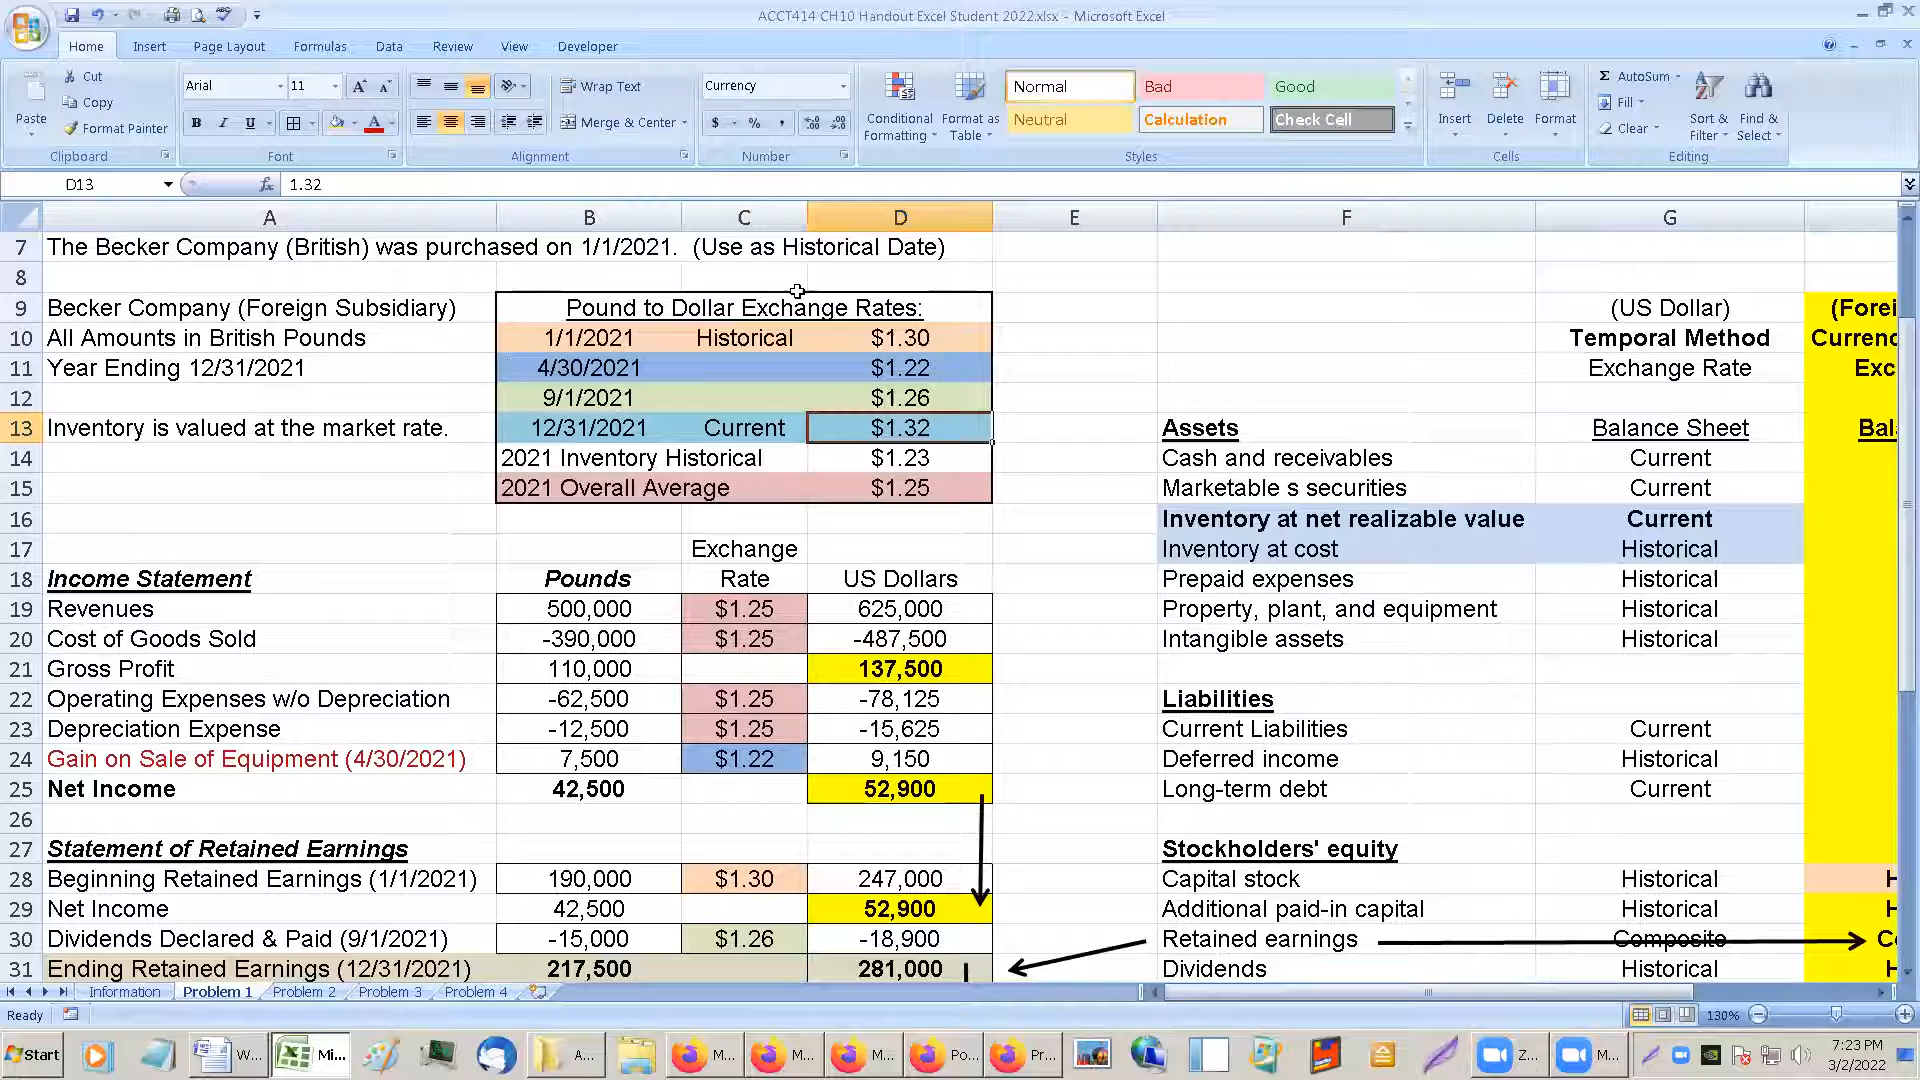 ACCT414 CH10 Handout Excel Student 2022.xlsx - Microsoft Excel
Home Insert Page Layout Formulas Data Review View Developer
Paste Cut Copy Format Painter Clipboard
Arial 11 B I U Font
Wrap Text Merge & Center Alignment
Currency $ % , Number
Conditional Formatting Format as Table
Normal Bad Good
Neutral Calculation Check Cell
Styles
Insert Delete Format Cells
Σ AutoSum Fill Clear Sort & Filter Find & Select Editing
D13 fx 1.32
A B C D E F G
7 The Becker Company (British) was purchased on 1/1/2021. (Use as Historical Date)
8
9 Becker Company (Foreign Subsidiary) Pound to Dollar Exchange Rates: (US Dollar) (Forei
10 All Amounts in British Pounds 1/1/2021 Historical $1.30 Temporal Method Currenc
11 Year Ending 12/31/2021 4/30/2021 $1.22 Exchange Rate Exc
12 9/1/2021 $1.26
13 Inventory is valued at the market rate. 12/31/2021 Current $1.32 Assets Balance Sheet Bal
14 2021 Inventory Historical $1.23 Cash and receivables Current
15 2021 Overall Average $1.25 Marketable s securities Current
16 Inventory at net realizable value Current
17 Exchange Inventory at cost Historical
18 Income Statement Pounds Rate US Dollars Prepaid expenses Historical
19 Revenues 500,000 $1.25 625,000 Property, plant, and equipment Historical
20 Cost of Goods Sold -390,000 $1.25 -487,500 Intangible assets Historical
21 Gross Profit 110,000 137,500
22 Operating Expenses w/o Depreciation -62,500 $1.25 -78,125 Liabilities
23 Depreciation Expense -12,500 $1.25 -15,625 Current Liabilities Current
24 Gain on Sale of Equipment (4/30/2021) 7,500 $1.22 9,150 Deferred income Historical
25 Net Income 42,500 52,900 Long-term debt Current
26
27 Statement of Retained Earnings Stockholders' equity
28 Beginning Retained Earnings (1/1/2021) 190,000 $1.30 247,000 Capital stock Historical H
29 Net Income 42,500 52,900 Additional paid-in capital Historical H
30 Dividends Declared & Paid (9/1/2021) -15,000 $1.26 -18,900 Retained earnings Composite C
31 Ending Retained Earnings (12/31/2021) 217,500 281,000 Dividends Historical H
Information Problem 1 Problem 2 Problem 3 Problem 4
Ready 130%
Start W... Mi... A... M... M... M... Po... Pr... Z... M... 7:23 PM
3/2/2022